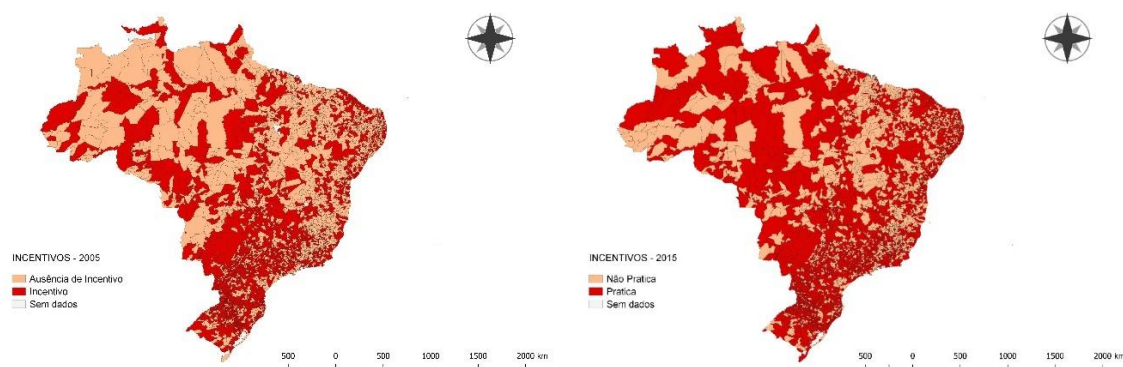 INCENTIVOS - 2005
Ausência de Incentivo
Incentivo
Sem dados
500 0 500 1000 1500 2000 km
INCENTIVOS - 2015
Não Pratica
Pratica
Sem dados
500 0 500 1000 1500 2000 km